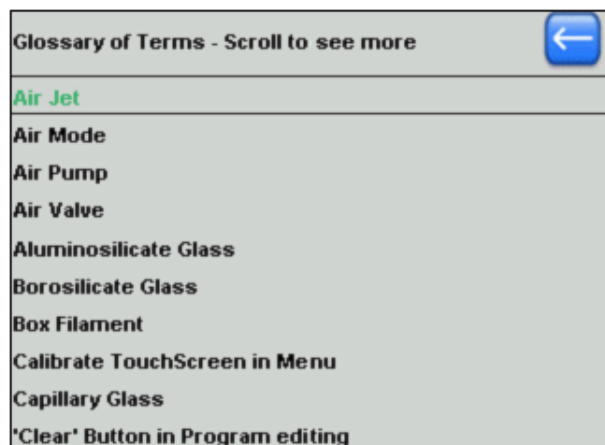 Glossary of Terms - Scroll to see more
Air Jet
Air Mode
Air Pump
Air Valve
Aluminosilicate Glass
Borosilicate Glass
Box Filament
Calibrate TouchScreen in Menu
Capillary Glass
'Clear' Button in Program editing